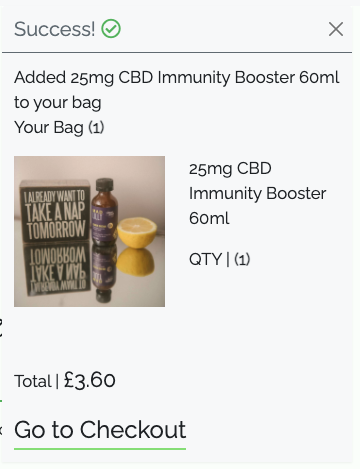 Success!
Added 25mg CBD Immunity Booster 60ml
to your bag
Your Bag (1)
I ALREADY WANT TO
TAKE A NAP
TOMORROW
25mg CBD
Immunity Booster
60ml
QTY | (1)
Total | £3.60
Go to Checkout